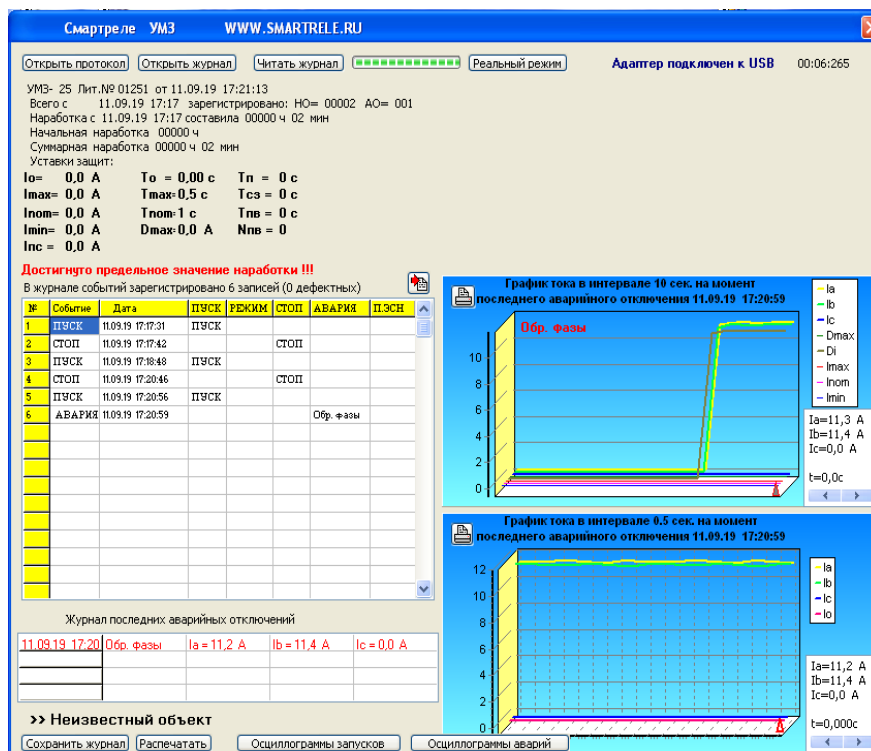 Смартреле УМЗ WWW.SMARTRELE.RU
Открыть протокол Открыть журнал Читать журнал Реальный режим Адаптер подключен к USB 00:06:265
УМЗ- 25 Лит.№ 01251 от 11.09.19 17:21:13
Всего с 11.09.19 17:17 зарегистрировано: НО= 00002 АО= 001
Наработка с 11.09.19 17:17 составила 00000 ч 02 мин
Начальная наработка 00000 ч
Суммарная наработка 00000 ч 02 мин
Уставки защит:
Io= 0,0 А То = 0,00 с Тп = 0 с
Imax= 0,0 А Tmax=0,5 с Тсз = 0 с
Inom= 0,0 А Tnom=1 с Тпв = 0 с
Imin= 0,0 А Dmax=0,0 А Nпв = 0
Iпс = 0,0 А
Достигнуто предельное значение наработки !!!
В журнале событий зарегистрировано 6 записей (0 дефектных)
№ Событие Дата ПУСК РЕЖИМ СТОП АВАРИЯ П.ЭСН
1 ПУСК 11.09.19 17:17:31 ПУСК
2 СТОП 11.09.19 17:17:42 СТОП
3 ПУСК 11.09.19 17:18:48 ПУСК
4 СТОП 11.09.19 17:20:46 СТОП
5 ПУСК 11.09.19 17:20:56 ПУСК
6 АВАРИЯ 11.09.19 17:20:59 Обр. фазы
График тока в интервале 10 сек. на момент
последнего аварийного отключения 11.09.19 17:20:59
Обр. фазы
10
8
6
4
2
0
Ia
Ib
Ic
Dmax
Di
Imax
Inom
Imin
Ia=11,3 А
Ib=11,4 А
Ic=0,0 А
t=0,0c
График тока в интервале 0.5 сек. на момент
последнего аварийного отключения 11.09.19 17:20:59
12
10
8
6
4
2
0
Ia
Ib
Ic
Io
Ia=11,2 А
Ib=11,4 А
Ic=0,0 А
t=0,000c
Журнал последних аварийных отключений
11.09.19 17:20 Обр. фазы Ia = 11,2 А Ib = 11,4 А Ic = 0,0 А
>> Неизвестный объект
Сохранить журнал Распечатать Осциллограммы запусков Осциллограммы аварий